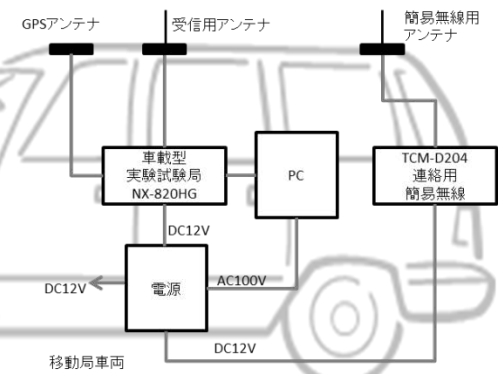 GPSアンテナ
受信用アンテナ
簡易無線用
アンテナ
車載型
実験試験局
NX-820HG
PC
TCM-D204
連絡用
簡易無線
DC12V
DC12V
電源
AC100V
DC12V
移動局車両